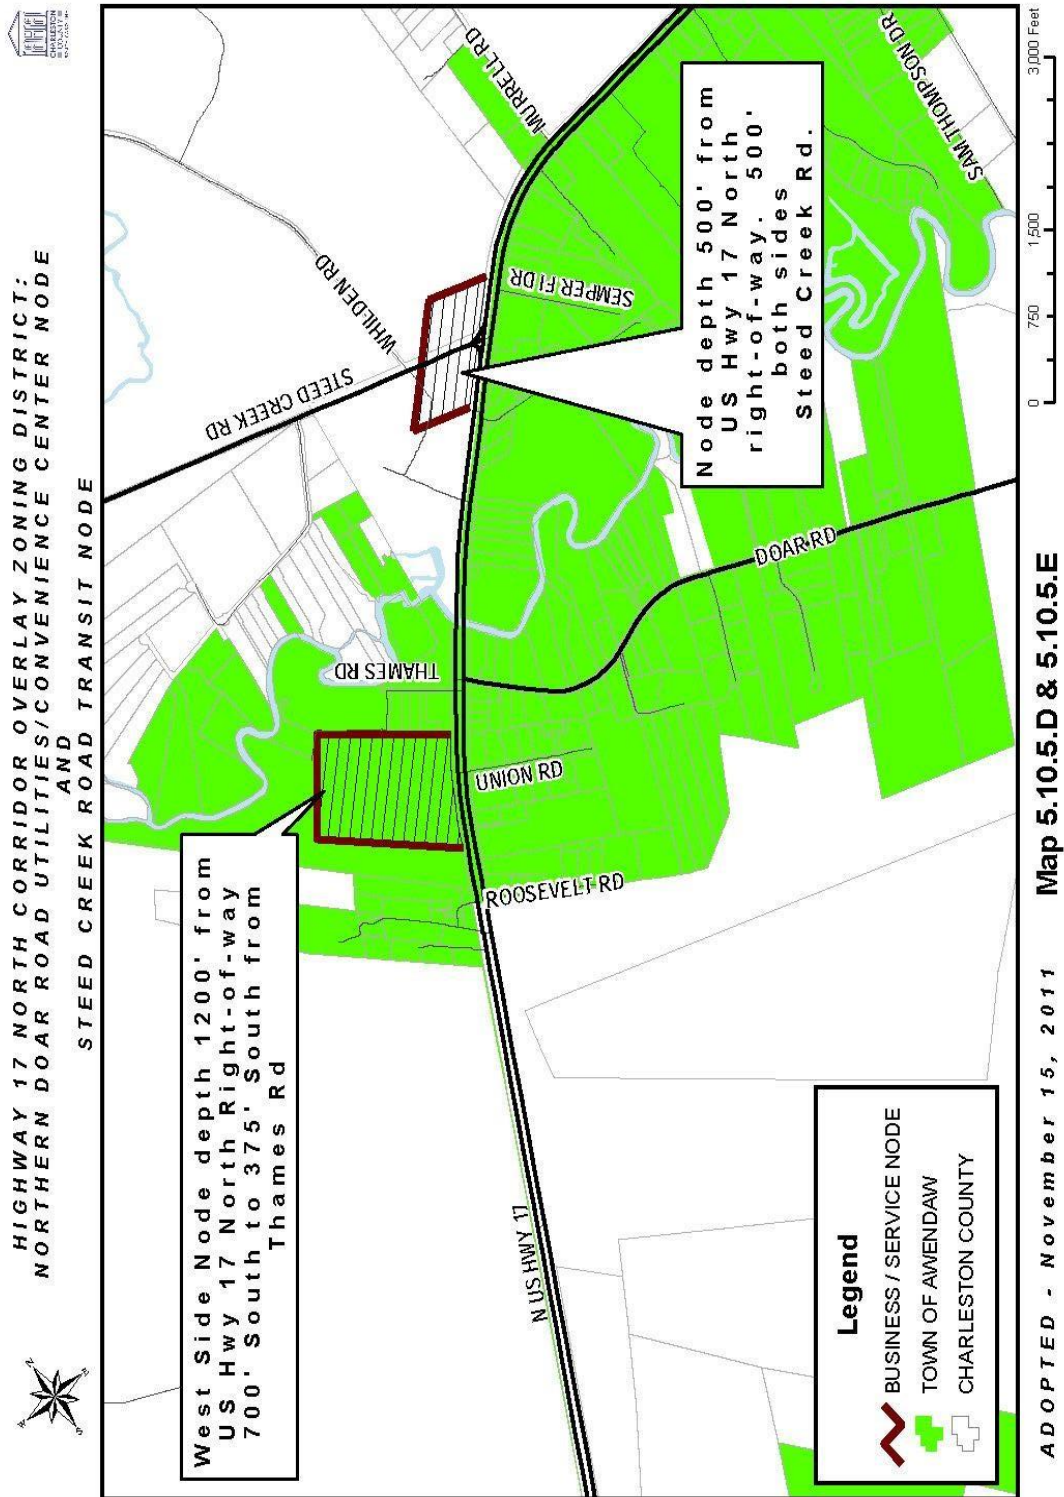 HIGHWAY 17 NORTH CORRIDOR OVERLAY ZONING DISTRICT:
NORTHERN DOAR ROAD UTILITIES/CONVENIENCE CENTER NODE
AND
STEED CREEK ROAD TRANSIT NODE
CHARLESTON
COUNTY
N
E
S
W
West Side Node depth 1200' from
US Hwy 17 North Right-of-way
700' South to 375' South from
Thames Rd
STEED CREEK RD
WHILDEN RD
MURRELL RD
THAMES RD
SEMPER FI DR
SAM THOMPSON DR
UNION RD
ROOSEVELT RD
DOAR RD
N US HWY 17
Node depth 500' from
US Hwy 17 North
right-of-way. 500'
both sides
Steed Creek Rd.
Legend
BUSINESS / SERVICE NODE
TOWN OF AWENDAW
CHARLESTON COUNTY
0 750 1,500 3,000 Feet
ADOPTED - November 15, 2011
Map 5.10.5.D & 5.10.5.E